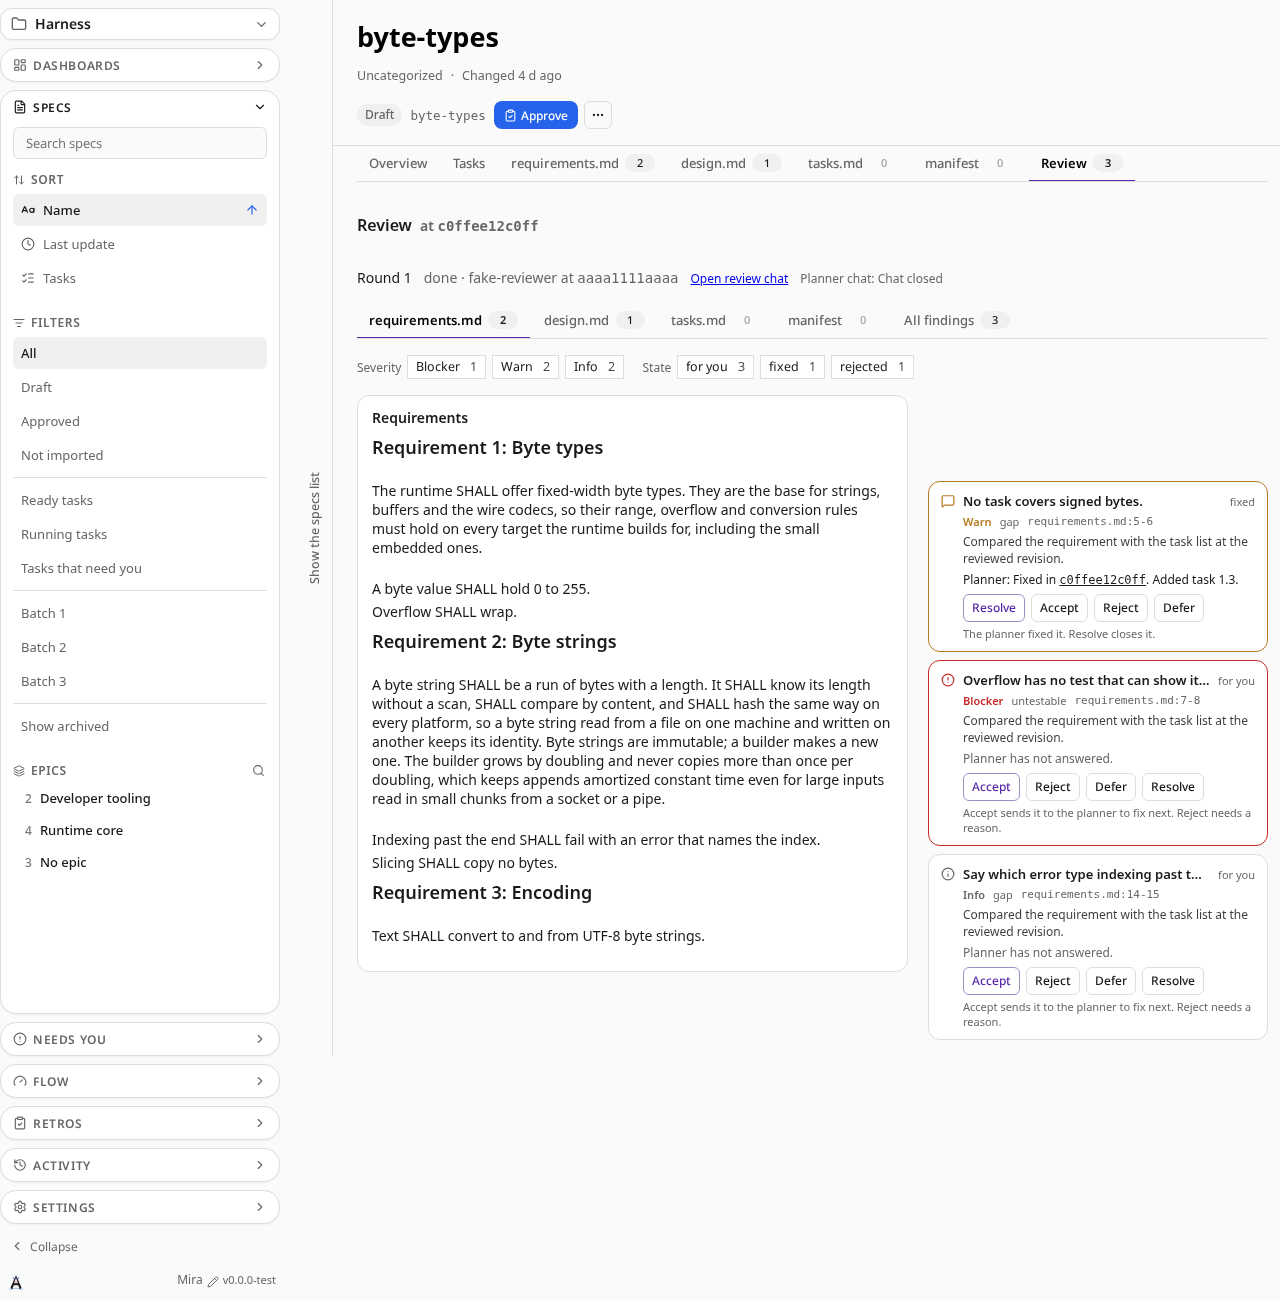 Harness
DASHBOARDS
SPECS
Search specs
SORT
Aa Name
Last update
Tasks
FILTERS
All
Draft
Approved
Not imported
Ready tasks
Running tasks
Tasks that need you
Batch 1
Batch 2
Batch 3
Show archived
EPICS
2 Developer tooling
4 Runtime core
3 No epic
NEEDS YOU
FLOW
RETROS
ACTIVITY
SETTINGS
Collapse
A Mira v0.0.0-test
Show the specs list
byte-types
Uncategorized · Changed 4 d ago
Draft byte-types Approve
Overview Tasks requirements.md 2 design.md 1 tasks.md 0 manifest 0 Review 3
Review at c0ffee12c0ff
Round 1 done · fake-reviewer at aaaa1111aaaa Open review chat Planner chat: Chat closed
requirements.md 2 design.md 1 tasks.md 0 manifest 0 All findings 3
Severity Blocker 1 Warn 2 Info 2 State for you 3 fixed 1 rejected 1
Requirements
Requirement 1: Byte types
The runtime SHALL offer fixed-width byte types. They are the base for strings,
buffers and the wire codecs, so their range, overflow and conversion rules
must hold on every target the runtime builds for, including the small
embedded ones.
A byte value SHALL hold 0 to 255.
Overflow SHALL wrap.
Requirement 2: Byte strings
A byte string SHALL be a run of bytes with a length. It SHALL know its length
without a scan, SHALL compare by content, and SHALL hash the same way on
every platform, so a byte string read from a file on one machine and written on
another keeps its identity. Byte strings are immutable; a builder makes a new
one. The builder grows by doubling and never copies more than once per
doubling, which keeps appends amortized constant time even for large inputs
read in small chunks from a socket or a pipe.
Indexing past the end SHALL fail with an error that names the index.
Slicing SHALL copy no bytes.
Requirement 3: Encoding
Text SHALL convert to and from UTF-8 byte strings.
No task covers signed bytes. fixed
Warn gap requirements.md:5-6
Compared the requirement with the task list at the
reviewed revision.
Planner: Fixed in c0ffee12c0ff. Added task 1.3.
Resolve Accept Reject Defer
The planner fixed it. Resolve closes it.
Overflow has no test that can show it... for you
Blocker untestable requirements.md:7-8
Compared the requirement with the task list at the
reviewed revision.
Planner has not answered.
Accept Reject Defer Resolve
Accept sends it to the planner to fix next. Reject needs a
reason.
Say which error type indexing past t... for you
Info gap requirements.md:14-15
Compared the requirement with the task list at the
reviewed revision.
Planner has not answered.
Accept Reject Defer Resolve
Accept sends it to the planner to fix next. Reject needs a
reason.